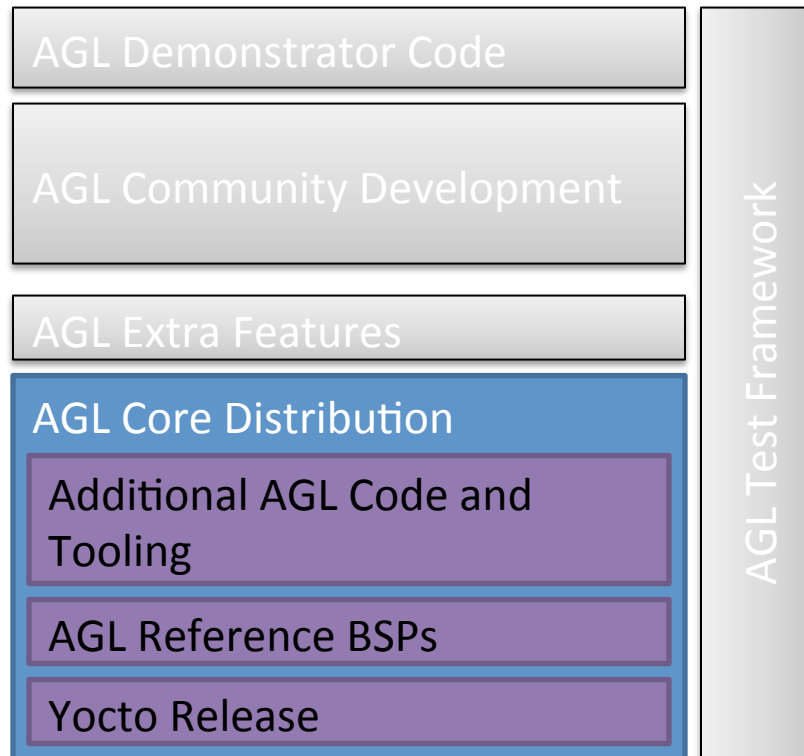 AGL Demonstrator Code
AGL Community Development
AGL Extra Features
AGL Core Distribution
Additional AGL Code and
Tooling
AGL Reference BSPs
Yocto Release
AGL Test Framework